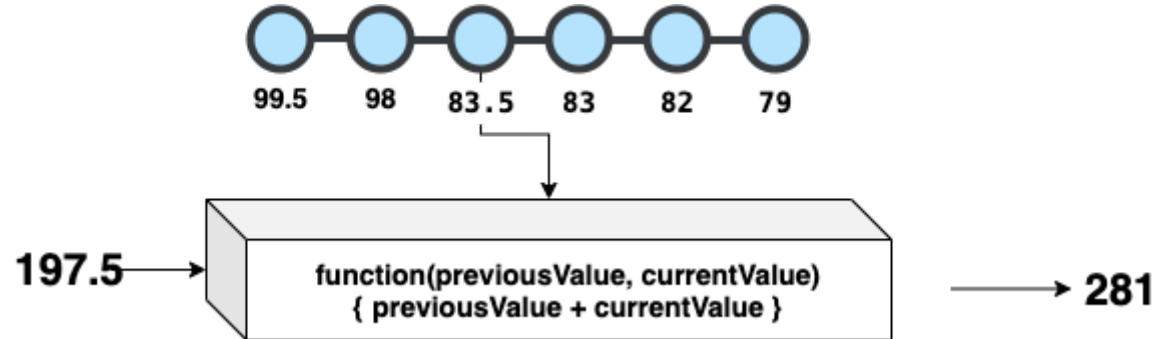 99.5 98 83.5 83 82 79
197.5
function(previousValue, currentValue)
{ previousValue + currentValue }
281